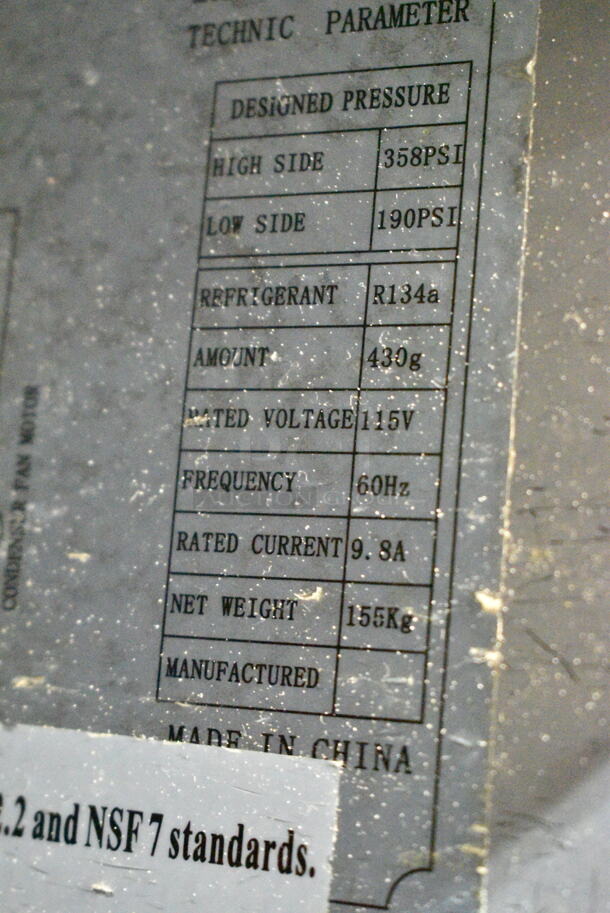 TECHNIC PARAMETER
DESIGNED PRESSURE
HIGH SIDE 358PSI
LOW SIDE 190PSI
REFRIGERANT R134a
AMOUNT 430g
RATED VOLTAGE 115V
FREQUENCY 60Hz
RATED CURRENT 9.8A
NET WEIGHT 155Kg
MANUFACTURED
MADE IN CHINA
CONDENSER FAN MOTOR
.2 and NSF 7 standards.